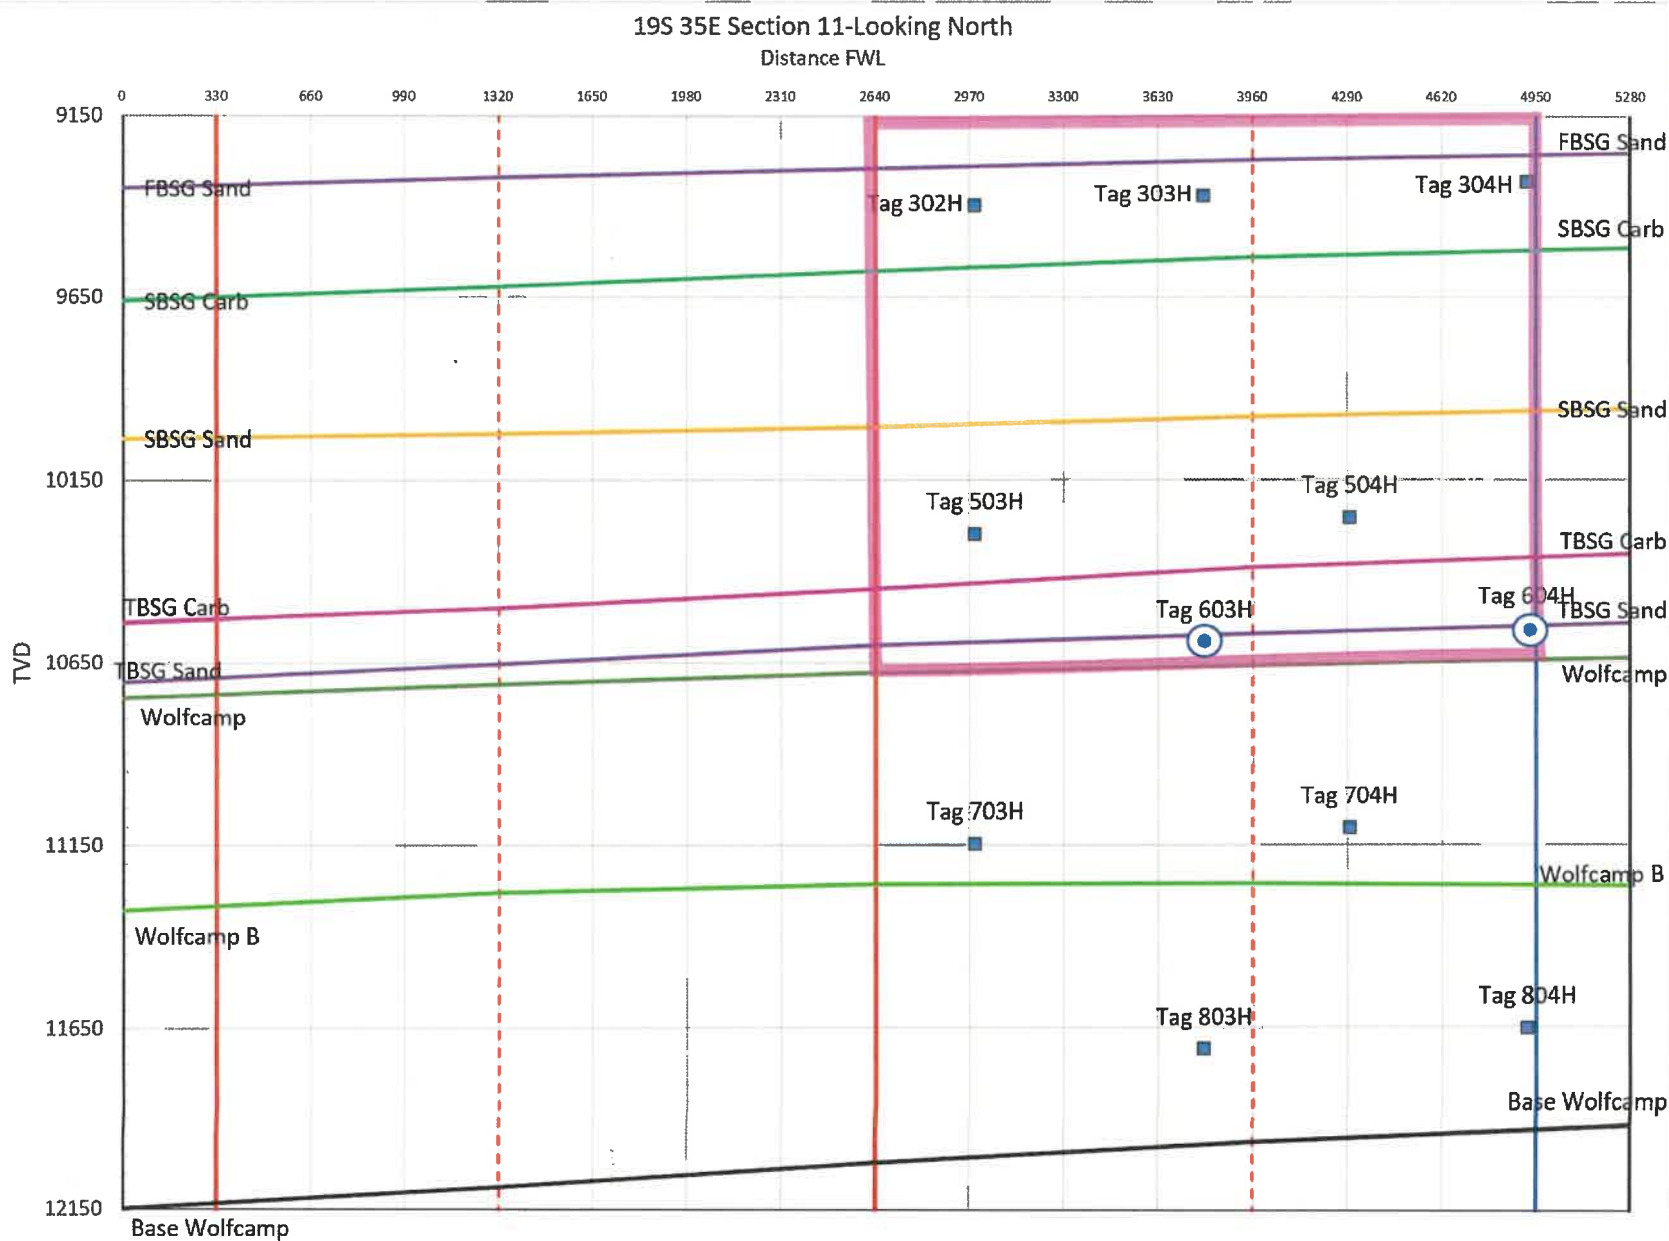 19S 35E Section 11-Looking North
Distance FWL
0 330 660 990 1320 1650 1980 2310 2640 2970 3300 3630 3960 4290 4620 4950 5280
9150
FBSG Sand
FBSG Sand
Tag 302H
Tag 303H
Tag 304H
SBSG Carb
9650
SBSG Carb
SBSG Sand
SBSG Sand
10150
Tag 503H
Tag 504H
TBSG Carb
TBSG Carb
Tag 603H
Tag 604H
TBSG Sand
TVD
10650
TBSG Sand
Wolfcamp
Wolfcamp
Tag 703H
Tag 704H
11150
Wolfcamp B
Wolfcamp B
Tag 803H
Tag 804H
11650
Base Wolfcamp
12150
Base Wolfcamp